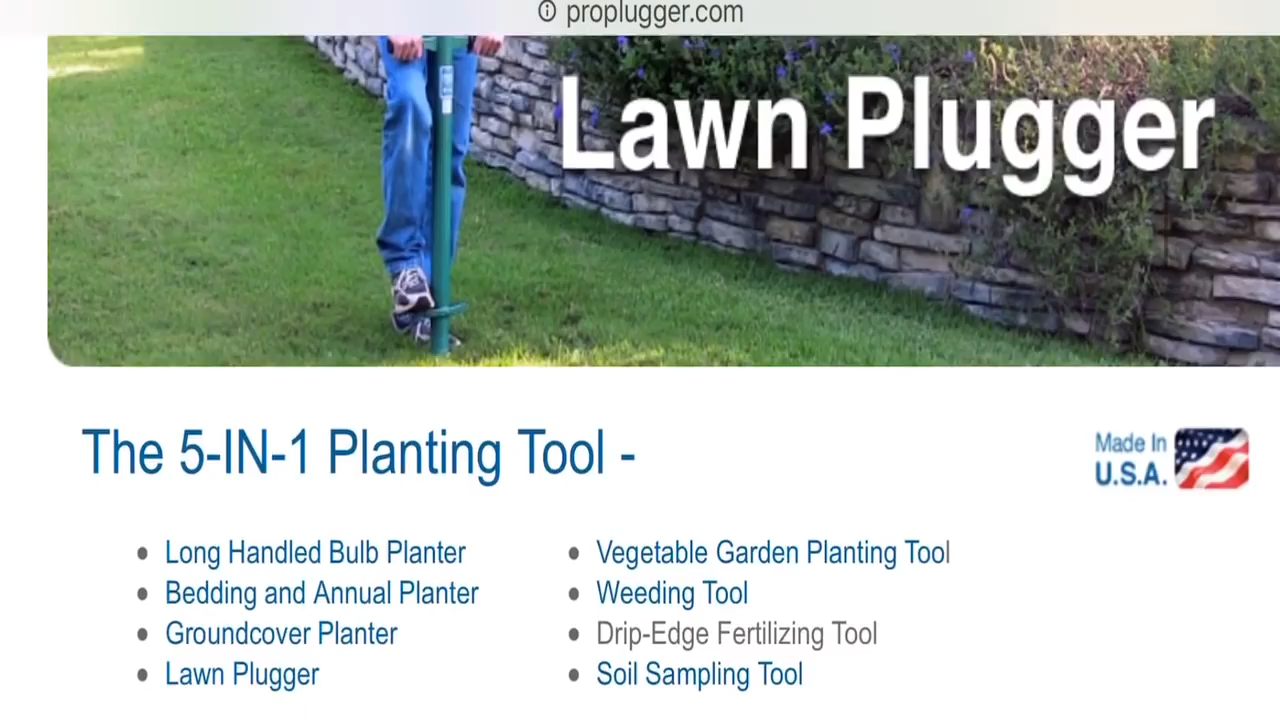 proplugger.com
Lawn Plugger
The 5-IN-1 Planting Tool -
Made In
U.S.A.
Long Handled Bulb Planter
Bedding and Annual Planter
Groundcover Planter
Lawn Plugger
Vegetable Garden Planting Tool
Weeding Tool
Drip-Edge Fertilizing Tool
Soil Sampling Tool